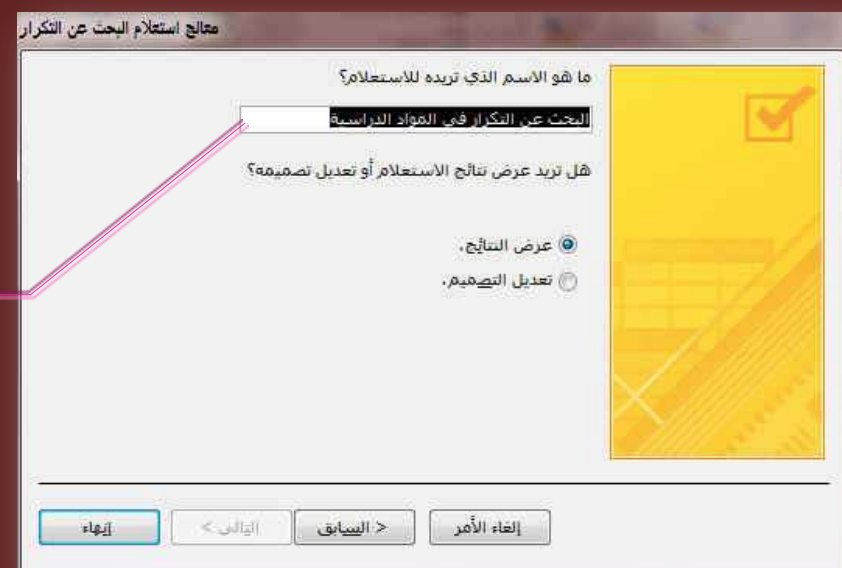 معالج استعلام البحث عن التكرار
ما هو الاسم الذي تريده للاستعلام؟
البحث عن التكرار في المواد الدراسية
هل تريد عرض نتائج الاستعلام أو تعديل تصميمه؟
عرض النتائج.
تعديل التصميم.
إلغاء الأمر
< السابق
التالي >
إنهاء